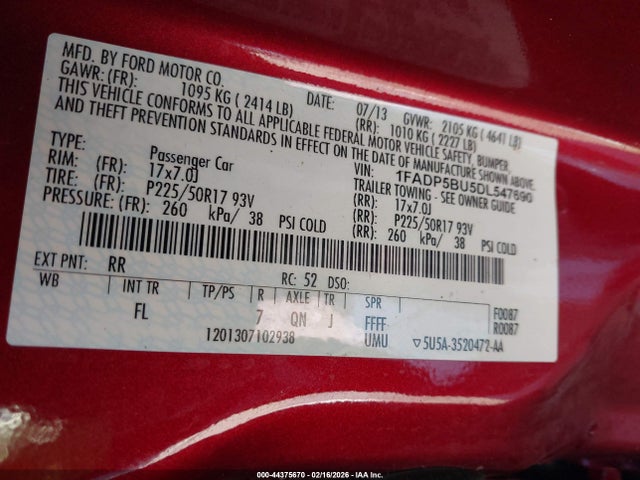 MFD. BY FORD MOTOR CO.
DATE: 07/13 GVWR: 2105 KG ( 4641 LB)
GAWR: (FR): 1095 KG ( 2414 LB) (RR): 1010 KG ( 2227 LB)
THIS VEHICLE CONFORMS TO ALL APPLICABLE FEDERAL MOTOR VEHICLE SAFETY, BUMPER,
AND THEFT PREVENTION STANDARDS IN EFFECT ON THE DATE OF MANUFACTURE SHOWN ABOVE.
VIN: 1FADP5BU5DL547690
TYPE: Passenger Car TRAILER TOWING - SEE OWNER GUIDE
RIM: (FR): 17x7.0J (RR): 17x7.0J
TIRE: (FR): P225/50R17 93V (RR): P225/50R17 93V
PRESSURE: (FR): 260 kPa/ 38 PSI COLD (RR): 260 kPa/ 38 PSI COLD
EXT PNT: RR RC: 52 DSO:
WB INT TR TP/PS R AXLE TR SPR F0087
FL 7 QN J FFFF R0087
1201307102938 UMU ▽5U5A-3520472-AA
000-44375670 - 02/16/2026 - IAA Inc.